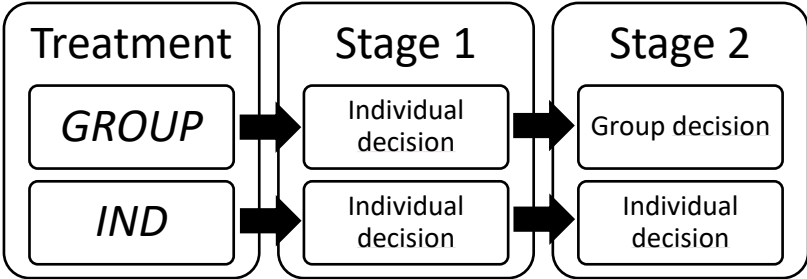 Treatment
Stage 1
Stage 2
GROUP
Individual
decision
Group decision
IND
Individual
decision
Individual
decision